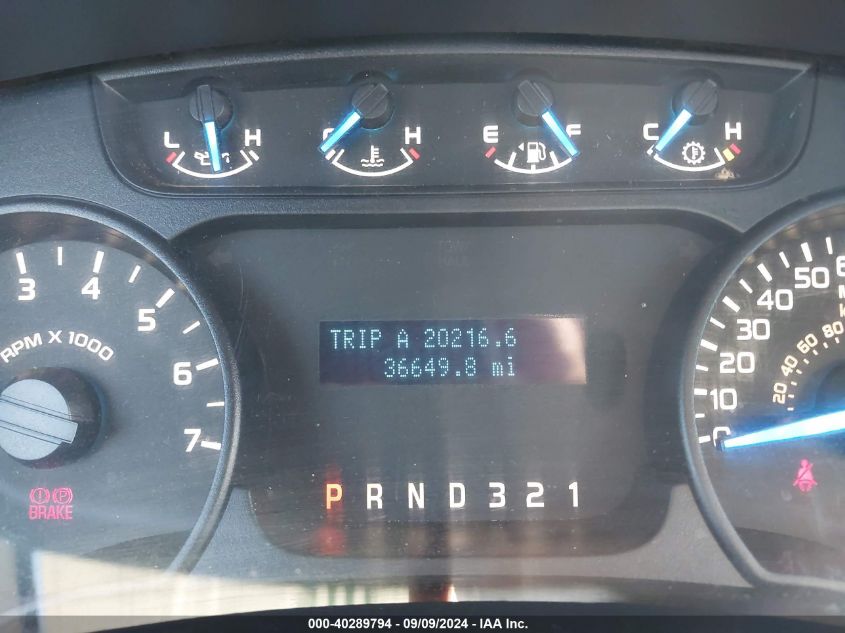 L H C H E F C H
3 4 5 6 7
RPM X 1000
BRAKE
TRIP A 20216.6
36649.8 mi
P R N D 3 2 1
0 10 20 30 40 50
20 40 60 80
000-40289794 - 09/09/2024 - IAA Inc.